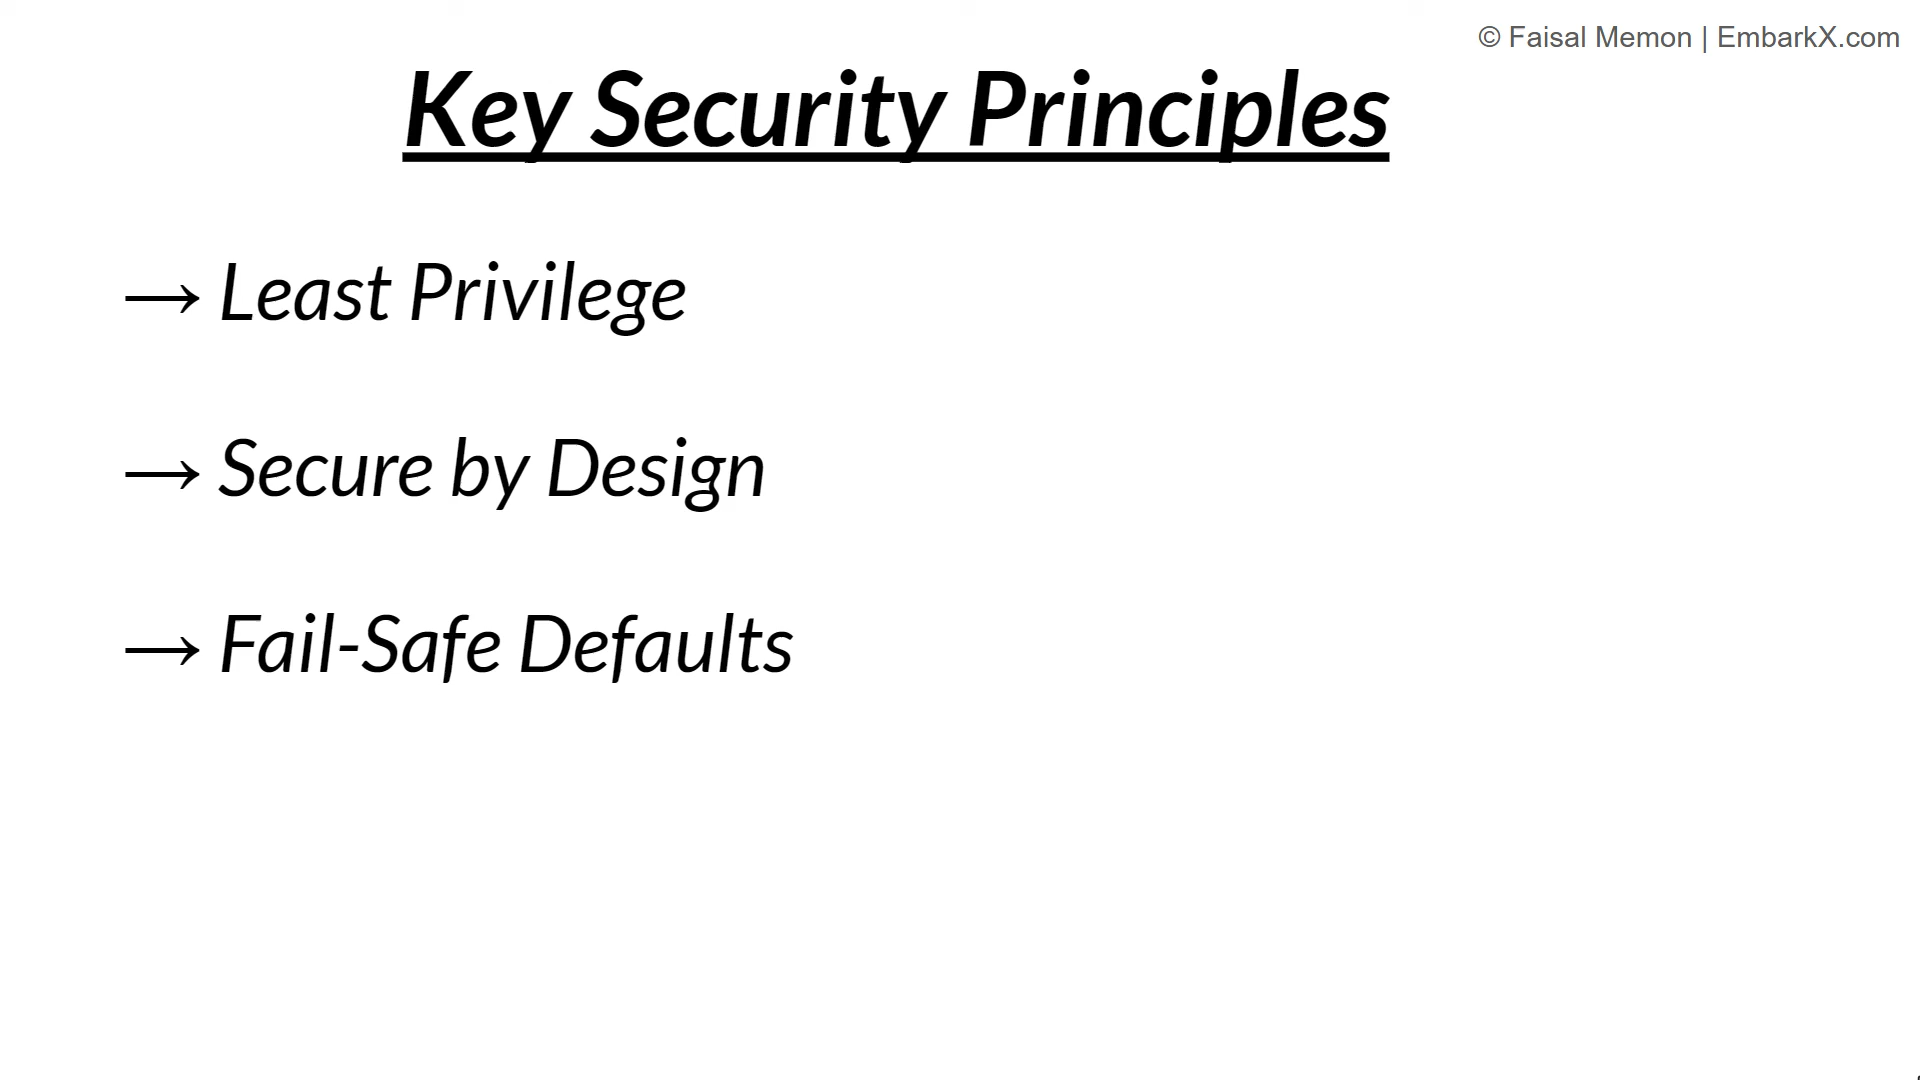 © Faisal Memon | EmbarkX.com
Key Security Principles
→ Least Privilege
→ Secure by Design
→ Fail-Safe Defaults